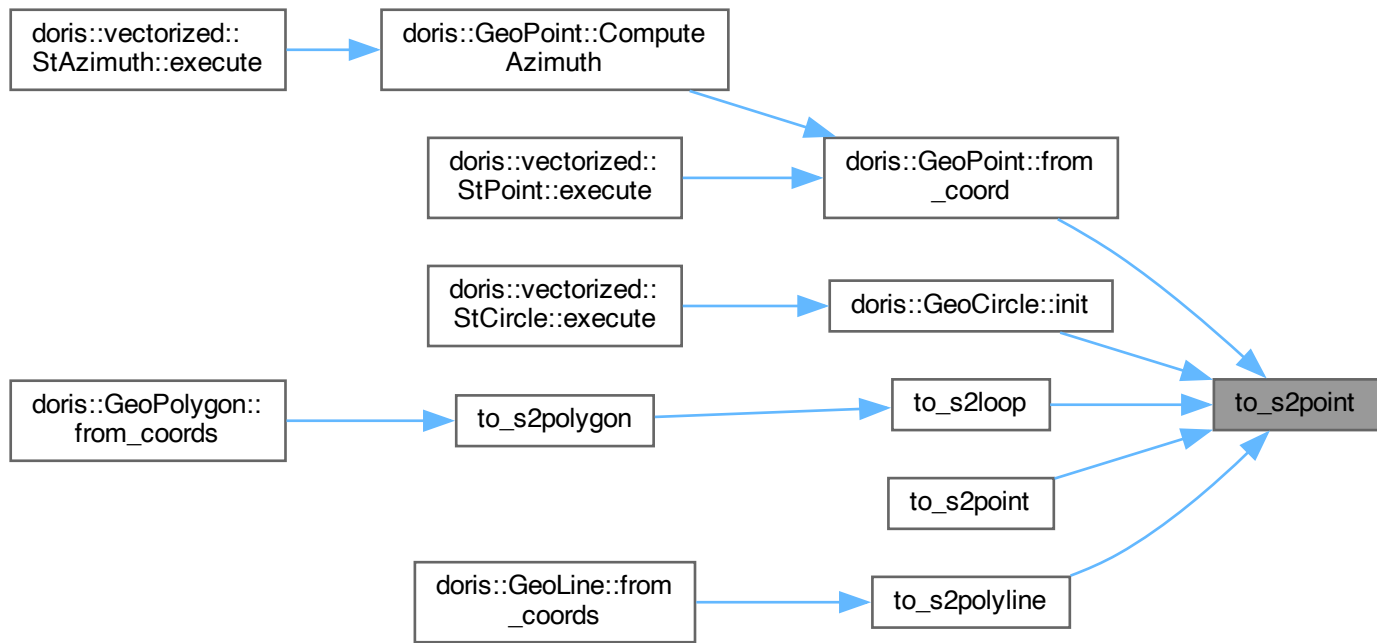 doris::vectorized::
StAzimuth::execute
doris::GeoPoint::Compute
Azimuth
doris::vectorized::
StPoint::execute
doris::GeoPoint::from
_coord
doris::vectorized::
StCircle::execute
doris::GeoCircle::init
doris::GeoPolygon::
from_coords
to_s2polygon
to_s2loop
to_s2point
to_s2point
doris::GeoLine::from
_coords
to_s2polyline